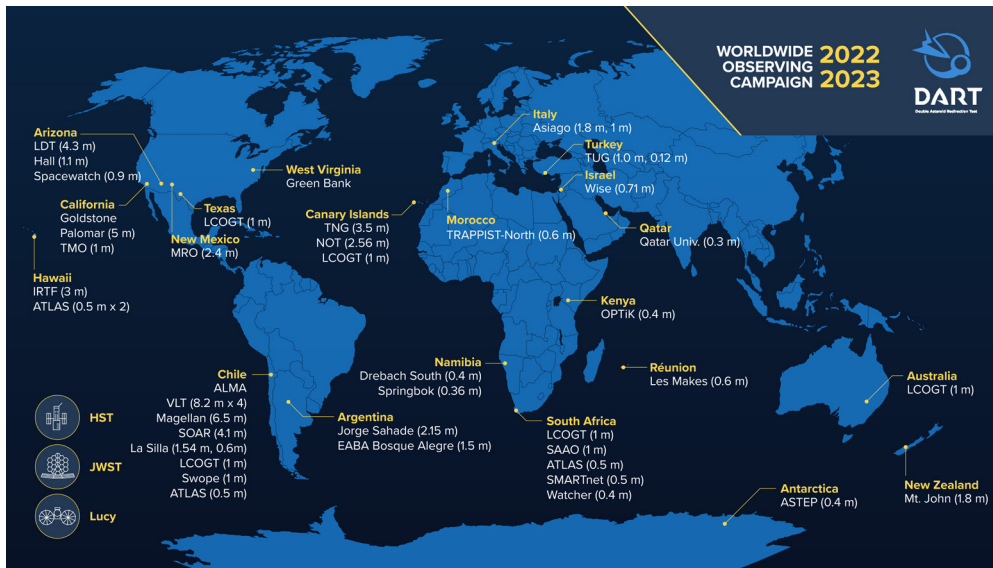 WORLDWIDE
OBSERVING
CAMPAIGN
2022
2023
DART
Double Asteroid Redirection Test
Arizona
LDT (4.3 m)
Hall (1.1 m)
Spacewatch (0.9 m)
California
Goldstone
Palomar (5 m)
TMO (1 m)
Texas
LCOGT (1 m)
New Mexico
MRO (2.4 m)
West Virginia
Green Bank
Hawaii
IRTF (3 m)
ATLAS (0.5 m x 2)
Canary Islands
TNG (3.5 m)
NOT (2.56 m)
LCOGT (1 m)
Italy
Asiago (1.8 m, 1 m)
Turkey
TUG (1.0 m, 0.12 m)
Israel
Wise (0.71 m)
Morocco
TRAPPIST-North (0.6 m)
Qatar
Qatar Univ. (0.3 m)
Kenya
OPTiK (0.4 m)
Namibia
Drebach South (0.4 m)
Springbok (0.36 m)
Réunion
Les Makes (0.6 m)
Chile
ALMA
VLT (8.2 m x 4)
Magellan (6.5 m)
SOAR (4.1 m)
La Silla (1.54 m, 0.6m)
LCOGT (1 m)
Swope (1 m)
ATLAS (0.5 m)
Argentina
Jorge Sahade (2.15 m)
EABA Bosque Alegre (1.5 m)
South Africa
LCOGT (1 m)
SAAO (1 m)
ATLAS (0.5 m)
SMARTnet (0.5 m)
Watcher (0.4 m)
Australia
LCOGT (1 m)
New Zealand
Mt. John (1.8 m)
Antarctica
ASTEP (0.4 m)
HST
JWST
Lucy